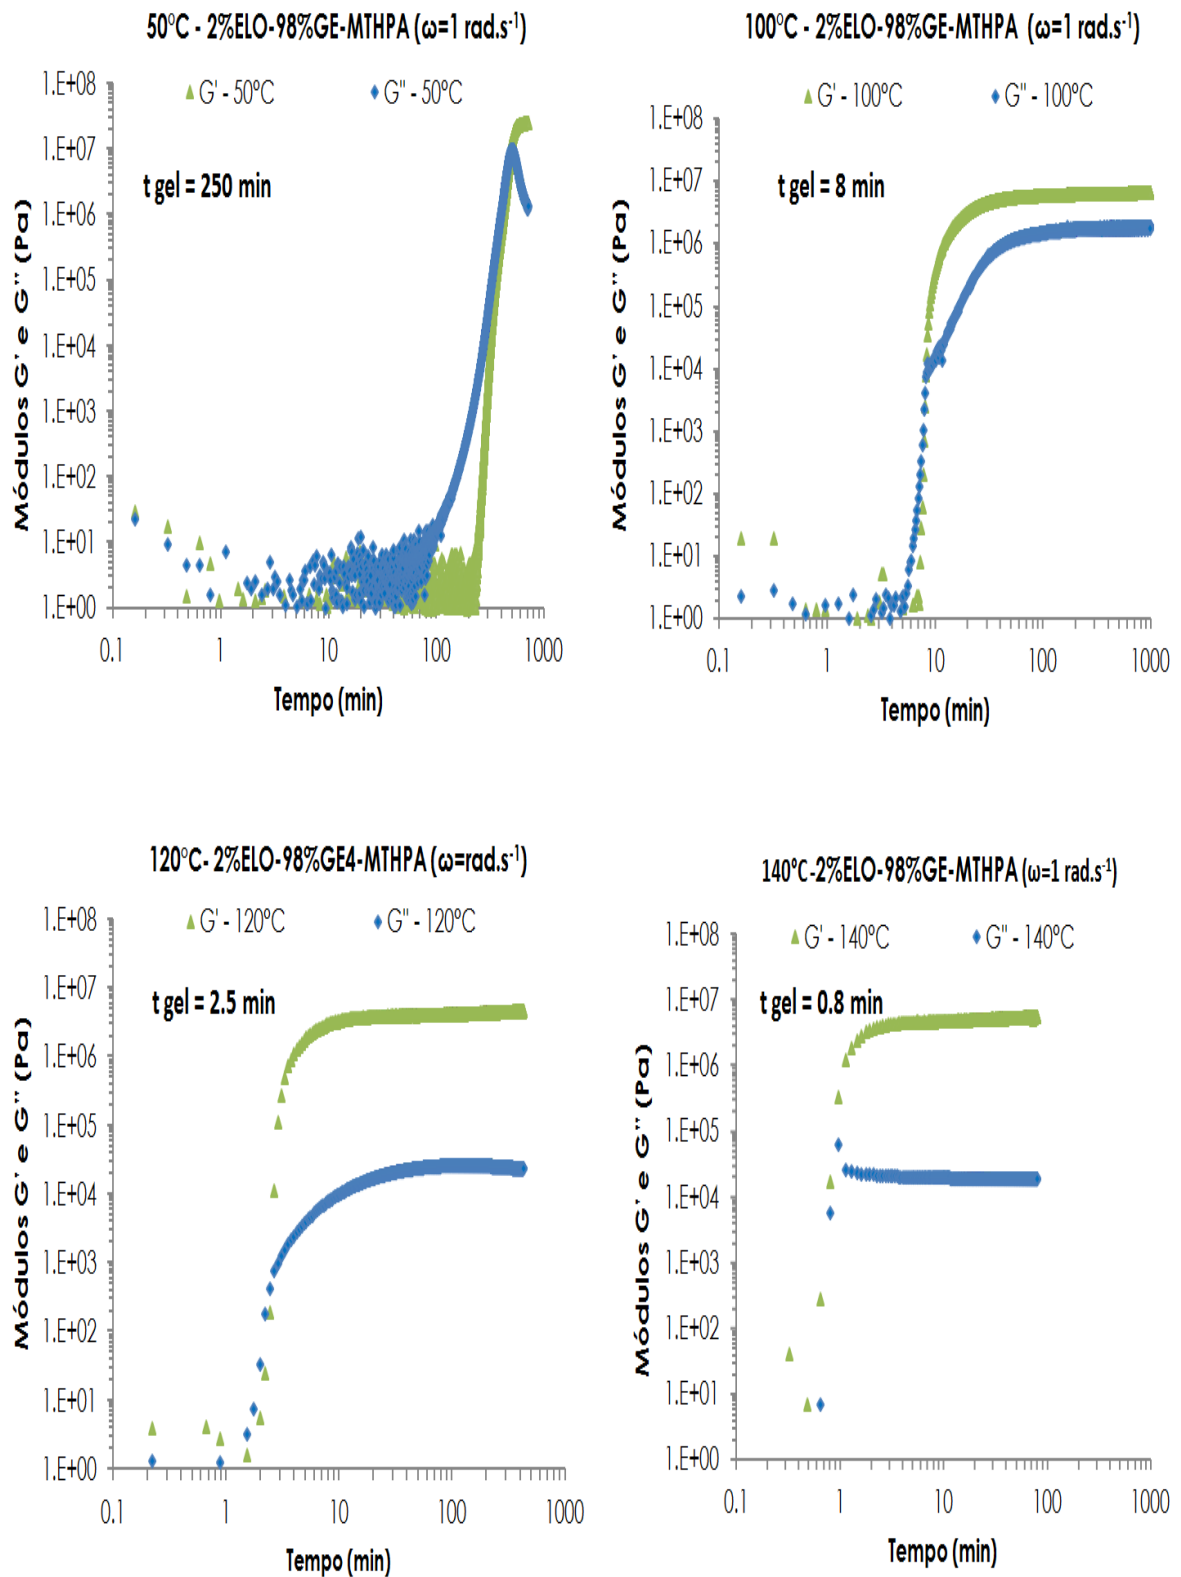 50°C - 2%ELO-98%GE-MTHPA (ω=1 rad.s⁻¹)
G' - 50°C G'' - 50°C
t gel = 250 min
Módulos G' e G'' (Pa)
1.E+08
1.E+07
1.E+06
1.E+05
1.E+04
1.E+03
1.E+02
1.E+01
1.E+00
0.1 1 10 100 1000
Tempo (min)
100°C - 2%ELO-98%GE-MTHPA (ω=1 rad.s⁻¹)
G' - 100°C G'' - 100°C
t gel = 8 min
Módulos G' e G'' (Pa)
1.E+08
1.E+07
1.E+06
1.E+05
1.E+04
1.E+03
1.E+02
1.E+01
1.E+00
0.1 1 10 100 1000
Tempo (min)
120°C- 2%ELO-98%GE4-MTHPA (ω=rad.s⁻¹)
G' - 120°C G'' - 120°C
t gel = 2.5 min
Módulos G' e G'' (Pa)
1.E+08
1.E+07
1.E+06
1.E+05
1.E+04
1.E+03
1.E+02
1.E+01
1.E+00
0.1 1 10 100 1000
Tempo (min)
140°C-2%ELO-98%GE-MTHPA (ω=1 rad.s⁻¹)
G' - 140°C G'' - 140°C
t gel = 0.8 min
Módulos G' e G'' (Pa)
1.E+08
1.E+07
1.E+06
1.E+05
1.E+04
1.E+03
1.E+02
1.E+01
1.E+00
0.1 1 10 100 1000
Tempo (min)